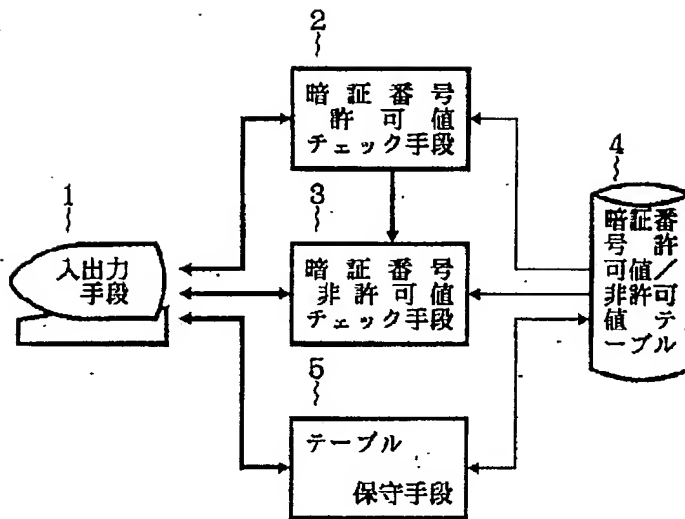 2
暗証番号
許可値
チェック手段
4
1
3
暗証番
号許
可値/
非許可
値テ
ーブル
入出力
手段
暗証番号
非許可値
チェック手段
5
テーブル
保守手段